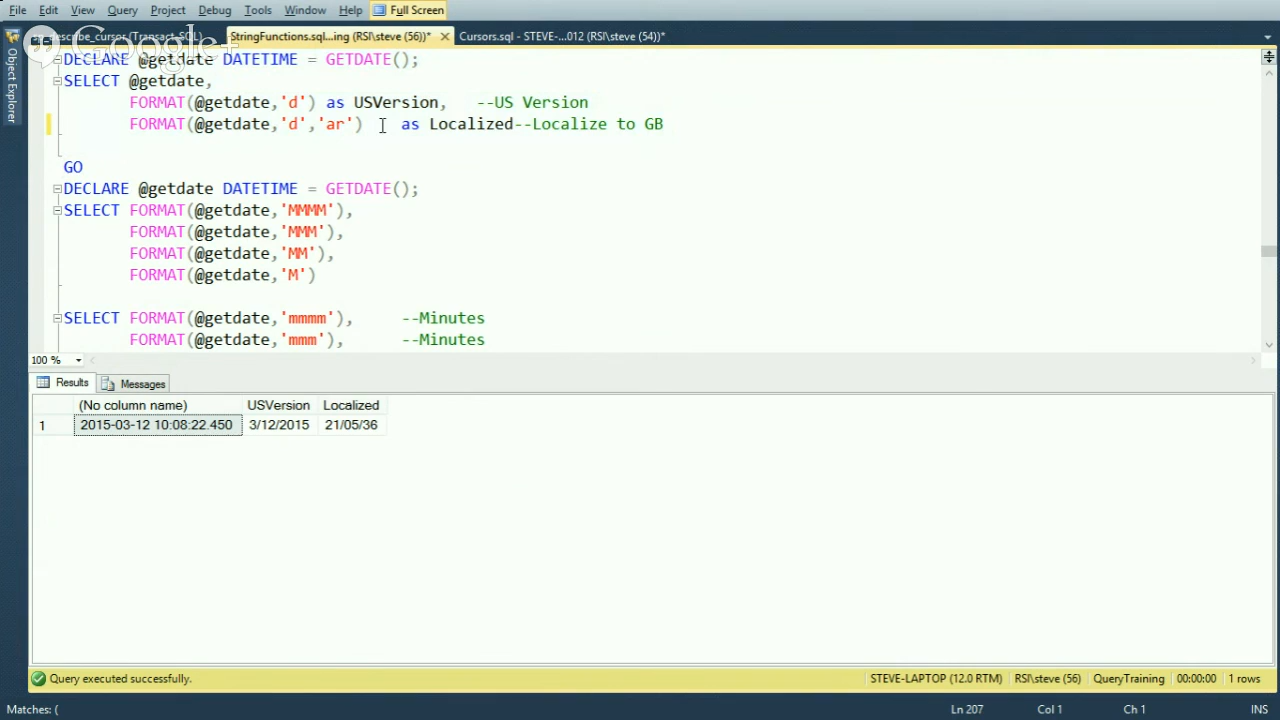 File Edit View Query Project Debug Tools Window Help Full Screen
sp_describe_cursor (Transact-SQL) StringFunctions.sql...ing (RSI\steve (56))* Cursors.sql - STEVE-...012 (RSI\steve (54))*
Google+
Object Explorer
DECLARE @getdate DATETIME = GETDATE();
SELECT @getdate,
FORMAT(@getdate,'d') as USVersion, --US Version
FORMAT(@getdate,'d','ar') as Localized--Localize to GB
GO
DECLARE @getdate DATETIME = GETDATE();
SELECT FORMAT(@getdate,'MMMM'),
FORMAT(@getdate,'MMM'),
FORMAT(@getdate,'MM'),
FORMAT(@getdate,'M')
SELECT FORMAT(@getdate,'mmmm'), --Minutes
FORMAT(@getdate,'mmm'), --Minutes
100 %
Results Messages
(No column name) USVersion Localized
1 2015-03-12 10:08:22.450 3/12/2015 21/05/36
Query executed successfully. STEVE-LAPTOP (12.0 RTM) RSI\steve (56) QueryTraining 00:00:00 1 rows
Matches: ( Ln 207 Col 1 Ch 1 INS